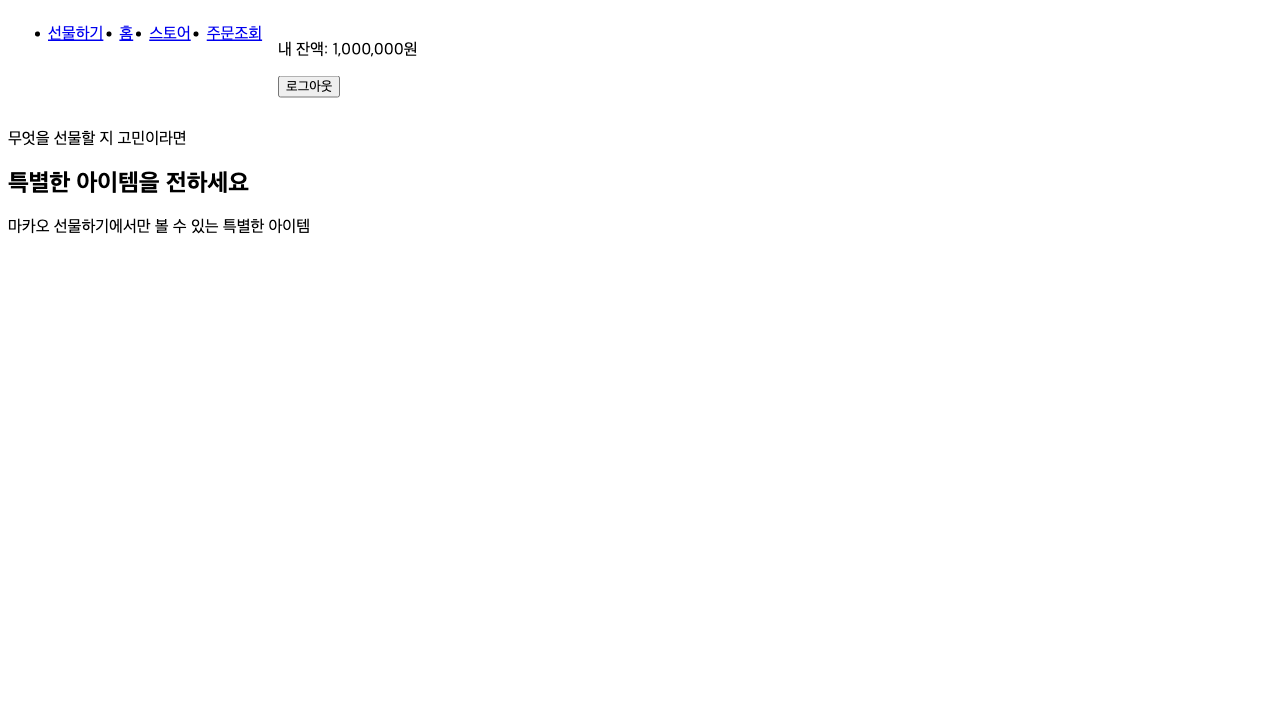 선물하기
홈
스토어
주문조회
내 잔액: 1,000,000원
로그아웃
무엇을 선물할 지 고민이라면
특별한 아이템을 전하세요
마카오 선물하기에서만 볼 수 있는 특별한 아이템